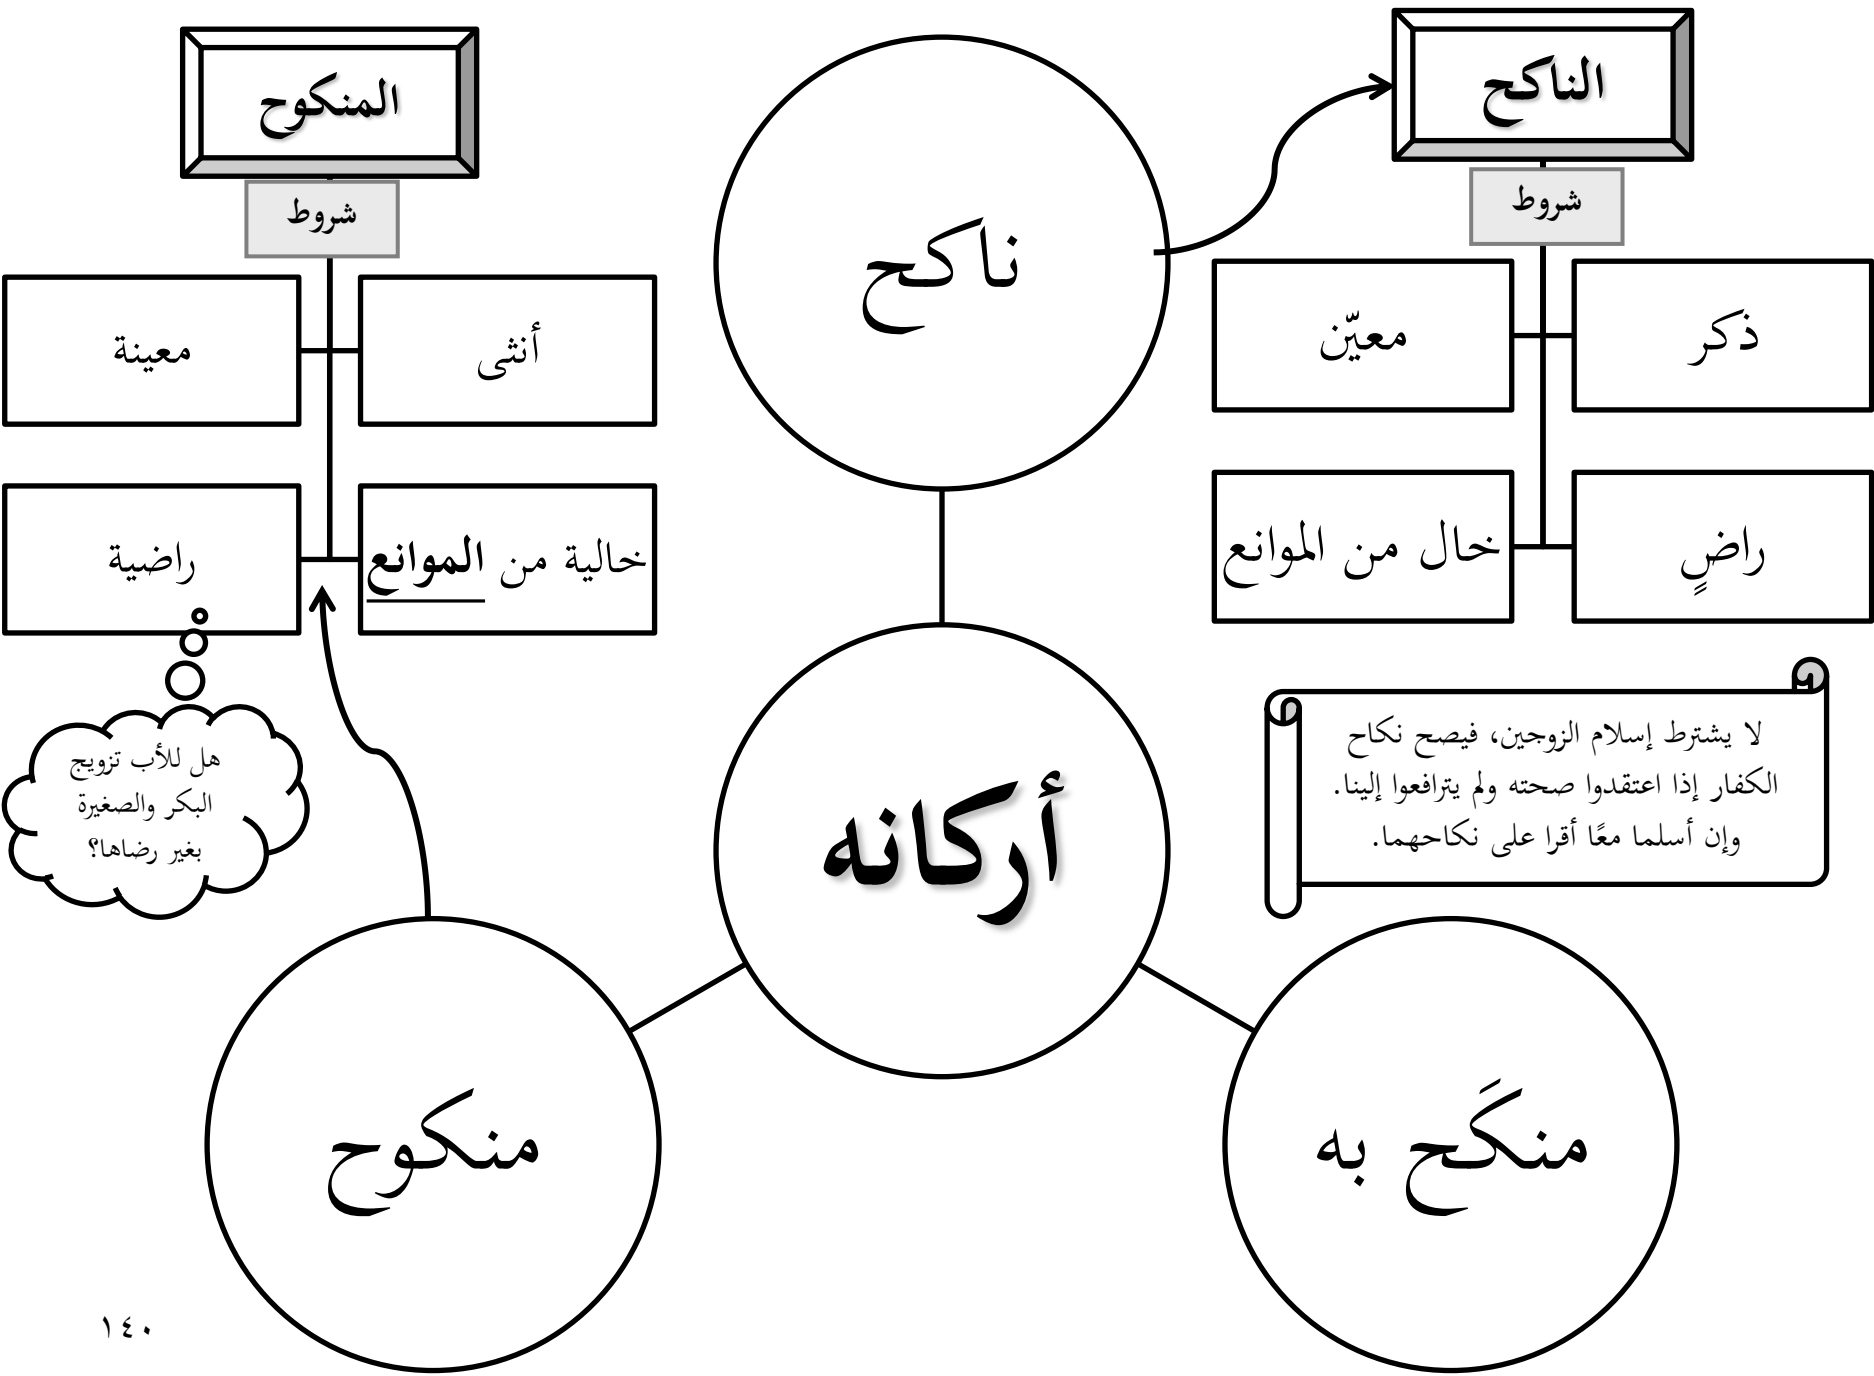 الناكح
شروط
ذكر
معيّن
راضٍ
خال من الموانع
ناكح
المنكوح
شروط
أنثى
معينة
خالية من الموانع
راضية
لا يشترط إسلام الزوجين، فيصح نكاح
الكفار إذا اعتقدوا صحته ولم يترافعوا إلينا.
وإن أسلما معًا أقرا على نكاحهما.
هل للأب تزويج
البكر والصغيرة
بغير رضاها؟
أركانه
منكَح به
منكوح
١٤٠